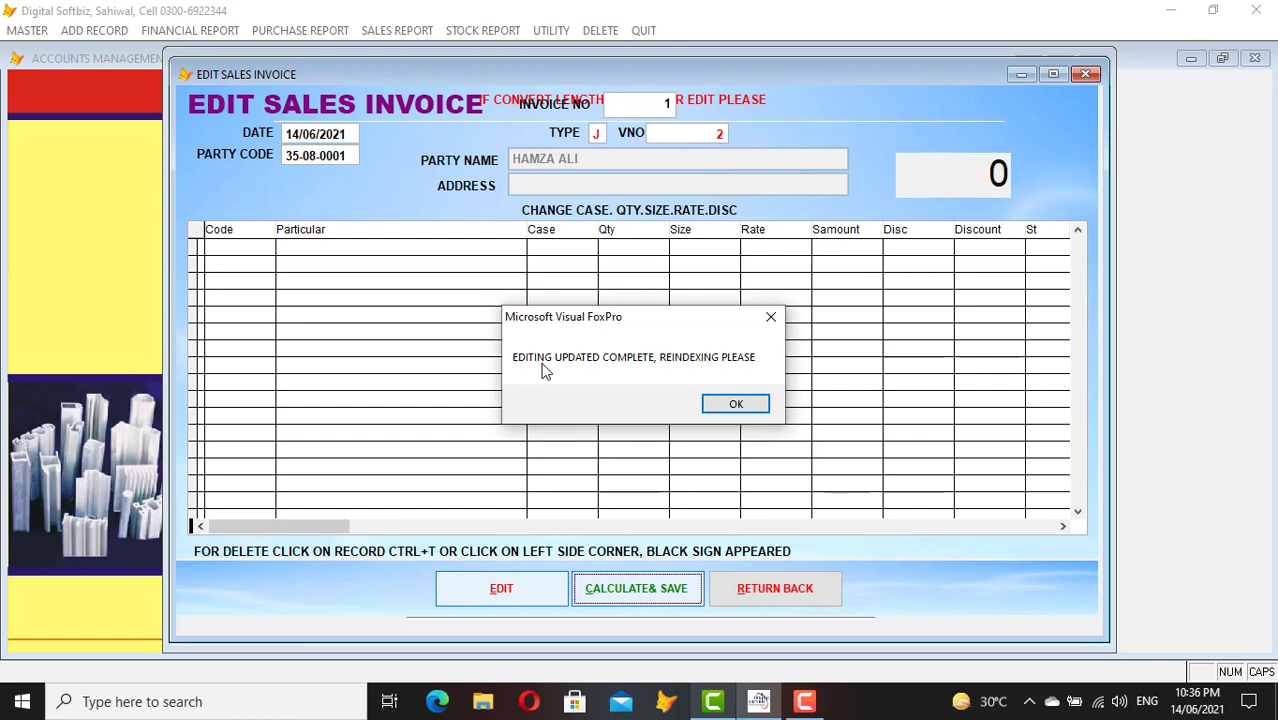 Digital Softbiz, Sahiwal, Cell 0300-6922344
MASTER ADD RECORD FINANCIAL REPORT PURCHASE REPORT SALES REPORT STOCK REPORT UTILITY DELETE QUIT
ACCOUNTS MANAGEMEN
EDIT SALES INVOICE
EDIT SALES INVOICE
IF CONVERT LENGTH R EDIT PLEASE
INVOICE NO 1
DATE 14/06/2021 TYPE J VNO 2
PARTY CODE 35-08-0001 PARTY NAME HAMZA ALI
ADDRESS
0
CHANGE CASE. QTY.SIZE.RATE.DISC
Code Particular Case Qty Size Rate Samount Disc Discount St
Microsoft Visual FoxPro
EDITING UPDATED COMPLETE, REINDEXING PLEASE
OK
FOR DELETE CLICK ON RECORD CTRL+T OR CLICK ON LEFT SIDE CORNER, BLACK SIGN APPEARED
EDIT CALCULATE& SAVE RETURN BACK
NUM CAPS
Type here to search
30°C ENG 10:36 PM
14/06/2021